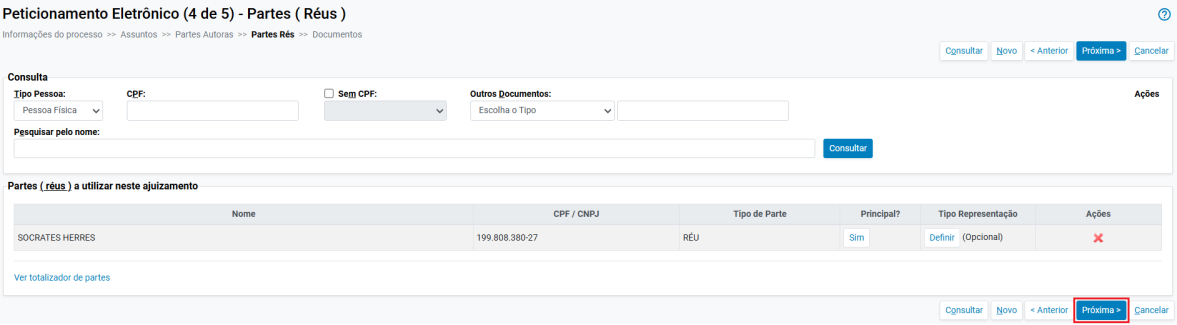 Peticionamento Eletrônico (4 de 5) - Partes ( Réus )
Informações do processo >> Assuntos >> Partes Autoras >> Partes Rés >> Documentos
Consultar Novo < Anterior Próxima > Cancelar
Consulta
Tipo Pessoa: CPF: Sem CPF: Outros Documentos: Ações
Pessoa Física Escolha o Tipo
Pesquisar pelo nome:
Consultar
Partes ( réus ) a utilizar neste ajuizamento
Nome CPF / CNPJ Tipo de Parte Principal? Tipo Representação Ações
SOCRATES HERRES 199.808.380-27 RÉU Sim Definir (Opcional)
Ver totalizador de partes
Consultar Novo < Anterior Próxima > Cancelar